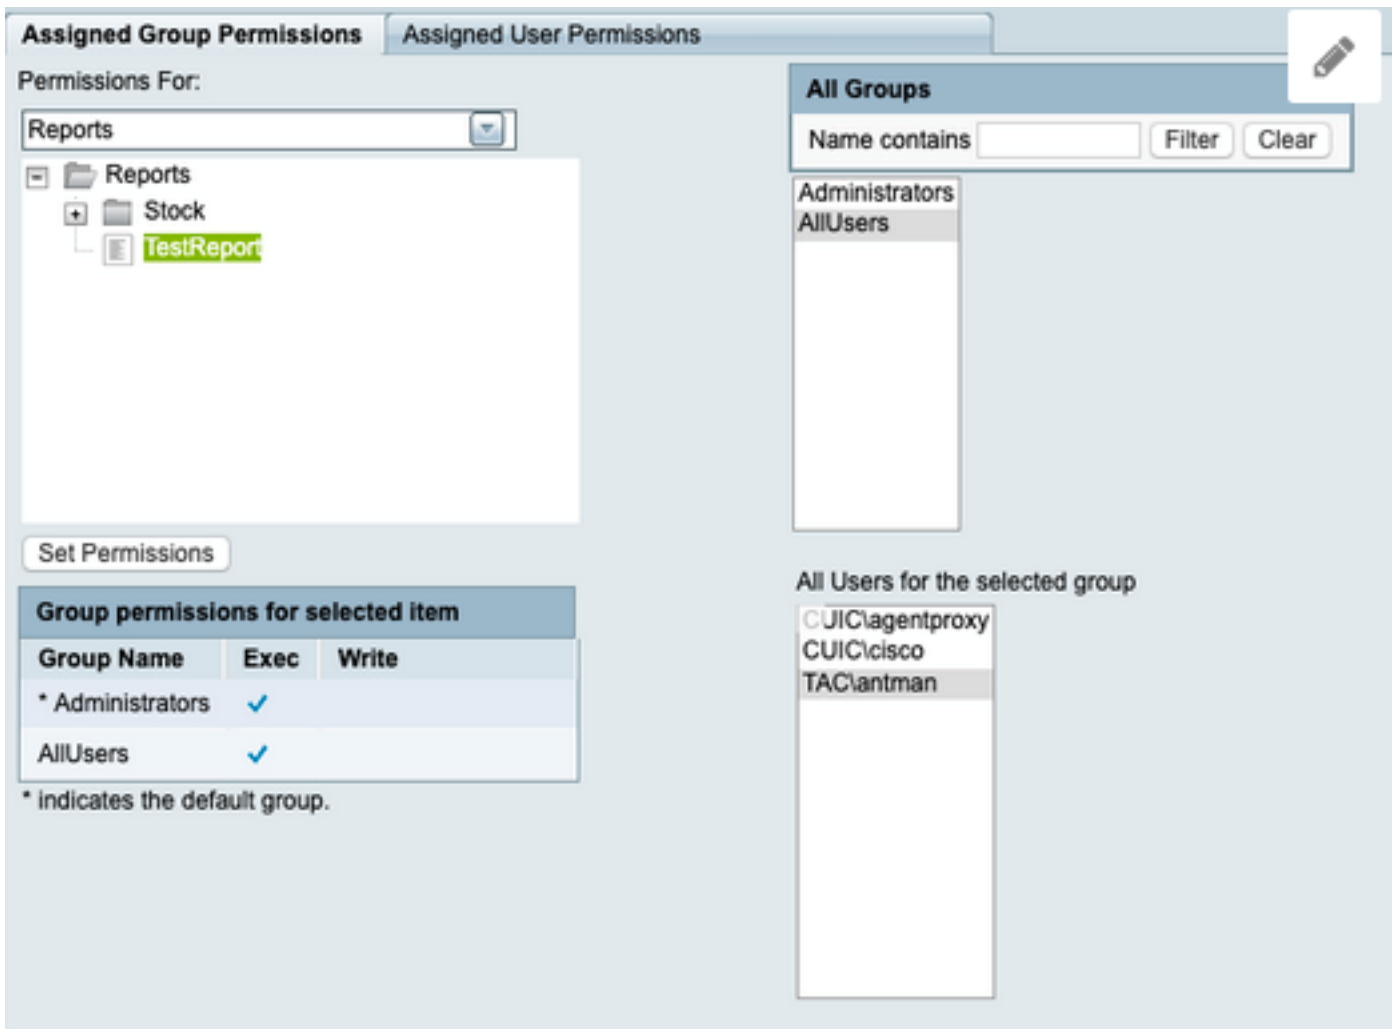 Assigned Group Permissions
Assigned User Permissions
Permissions For:
Reports
Reports
Stock
TestReport
Set Permissions
Group permissions for selected item
Group Name Exec Write
* Administrators
AllUsers
* indicates the default group.
All Groups
Name contains Filter Clear
Administrators
AllUsers
All Users for the selected group
CUIC\agentproxy
CUIC\cisco
TAC\antman